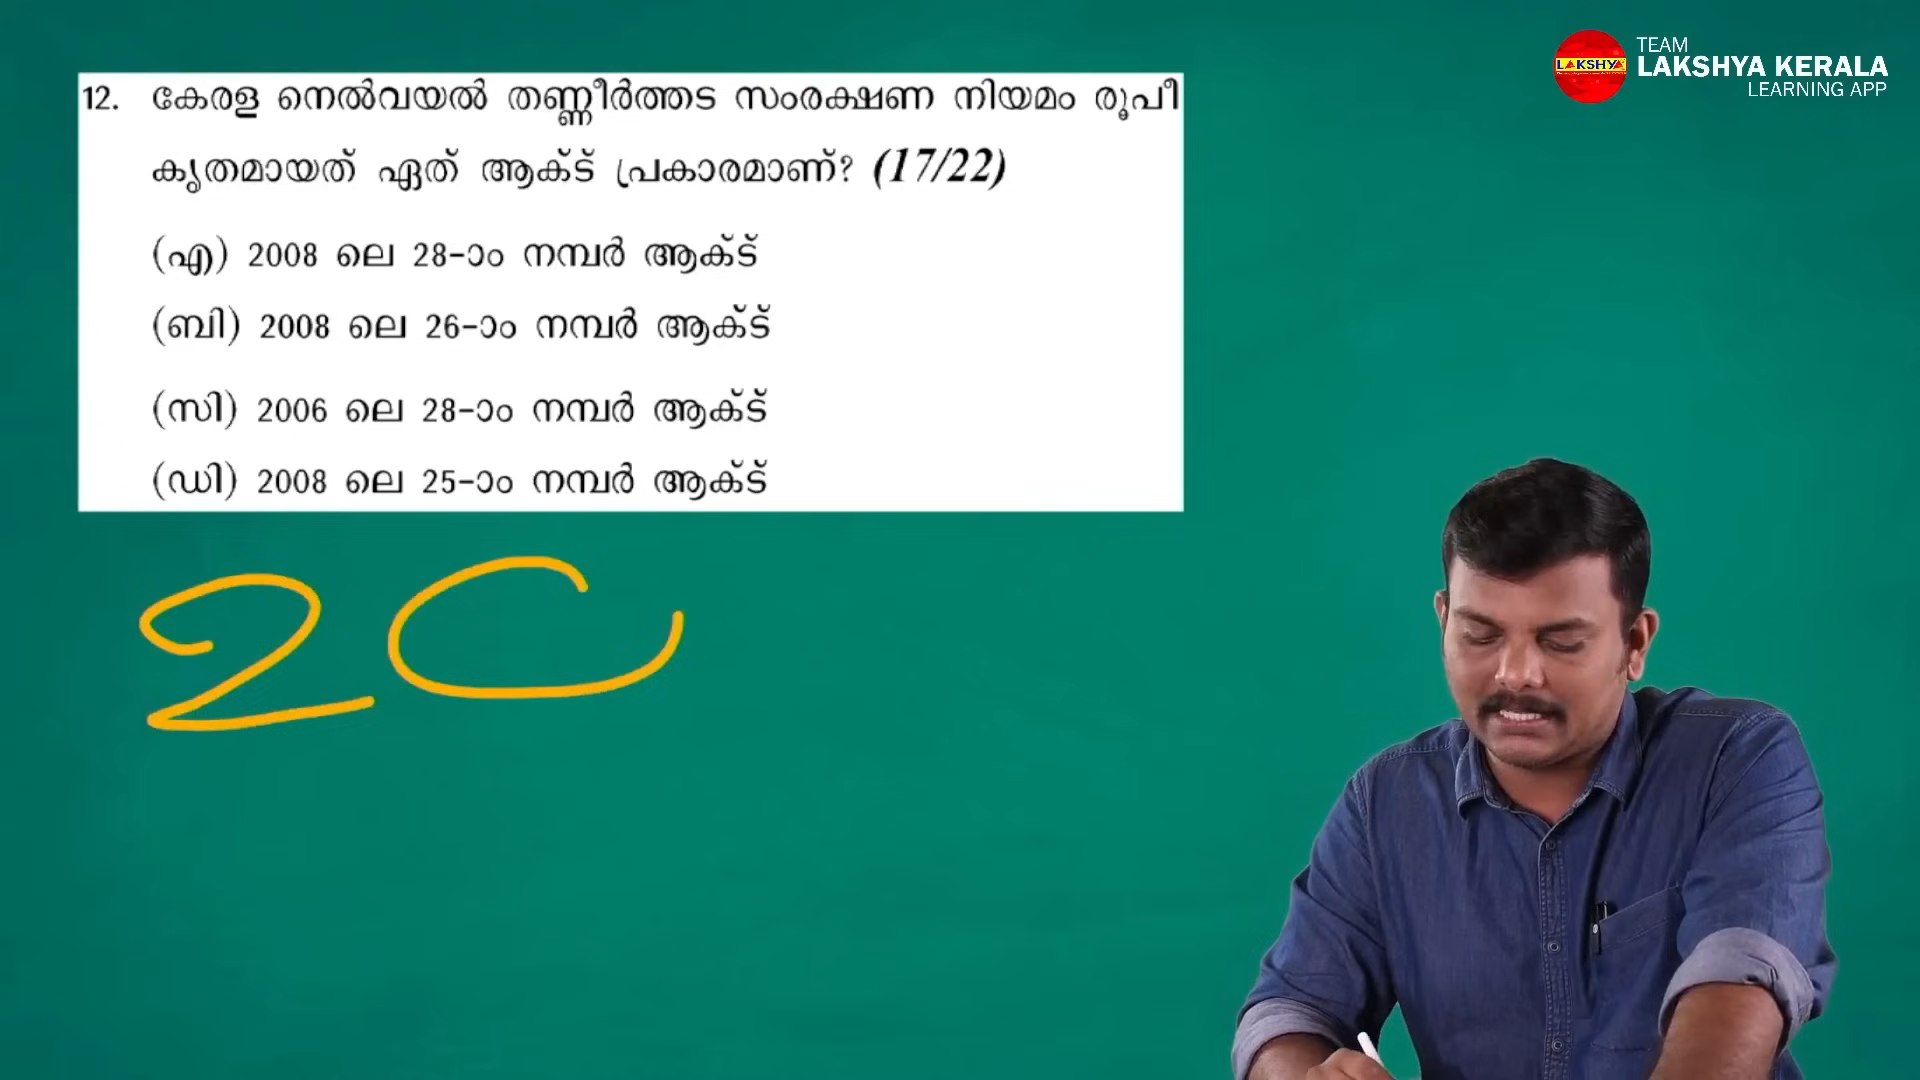 12. കേരള നെൽവയൽ തണ്ണീർത്തട സംരക്ഷണ നിയമം രൂപീ
കൃതമായത് ഏത് ആക്ട് പ്രകാരമാണ്? (17/22)
(എ) 2008 ലെ 28-ാം നമ്പർ ആക്ട്
(ബി) 2008 ലെ 26-ാം നമ്പർ ആക്ട്
(സി) 2006 ലെ 28-ാം നമ്പർ ആക്ട്
(ഡി) 2008 ലെ 25-ാം നമ്പർ ആക്ട്
20
TEAM
LAKSHYA
LAKSHYA KERALA
LEARNING APP